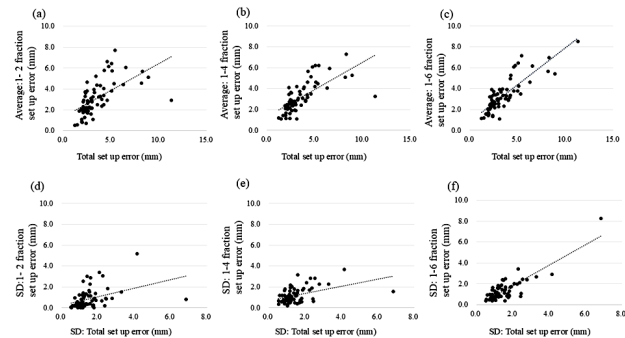 (a)
(b)
(c)
Average:1- 2 fraction
set up error (mm)
10.0
8.0
6.0
4.0
2.0
0.0
0.0 5.0 10.0 15.0
Total set up error (mm)
Average:1-4 fraction
set up error (mm)
10.0
8.0
6.0
4.0
2.0
0.0
0.0 5.0 10.0 15.0
Total set up error (mm)
Average: 1-6 fraction
set up error (mm)
10.0
8.0
6.0
4.0
2.0
0.0
0.0 5.0 10.0 15.0
Total set up error (mm)
(d)
(e)
(f)
SD:1- 2 fraction
set up error (mm)
10.0
8.0
6.0
4.0
2.0
0.0
0.0 2.0 4.0 6.0 8.0
SD: Total set up error (mm)
SD: 1-4 fraction
set up error (mm)
10.0
8.0
6.0
4.0
2.0
0.0
0.0 2.0 4.0 6.0 8.0
SD: Total set up error (mm)
SD: 1-6 fraction
set up error (mm)
10.0
8.0
6.0
4.0
2.0
0.0
0.0 2.0 4.0 6.0 8.0
SD: Total set up error (mm)